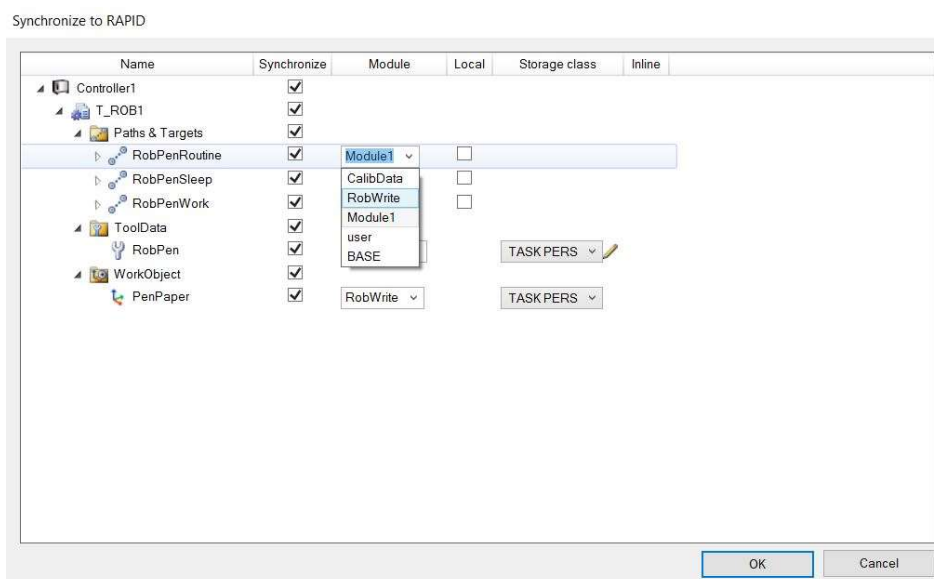 Synchronize to RAPID
Name Synchronize Module Local Storage class Inline
Controller1
T_ROB1
Paths & Targets
RobPenRoutine Module1
RobPenSleep CalibData
RobPenWork RobWrite
Module1
ToolData user
RobPen BASE TASK PERS
WorkObject
PenPaper RobWrite TASK PERS
OK Cancel